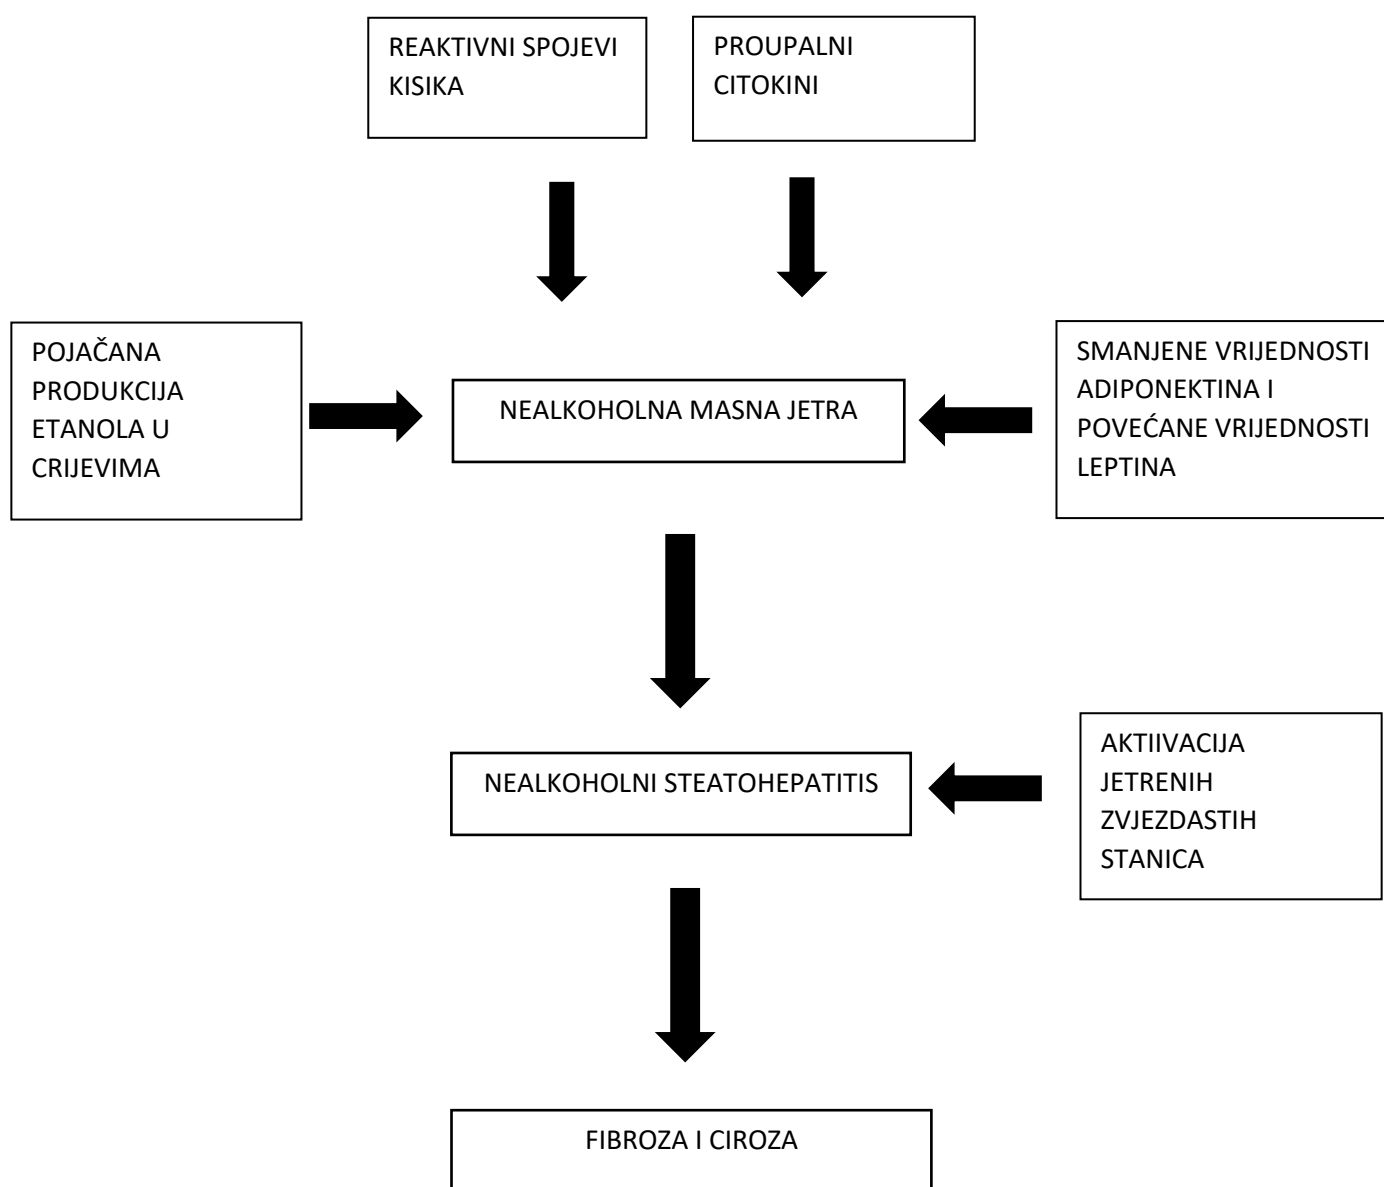 REAKTIVNI SPOJEVI
KISIKA
PROUPALNI
CITOKINI
POJAČANA
PRODUKCIJA
ETANOLA U
CRIJEVIMA
NEALKOHOLNA MASNA JETRA
SMANJENE VRIJEDNOSTI
ADIPONEKTINA I
POVEĆANE VRIJEDNOSTI
LEPTINA
NEALKOHOLNI STEATOHEPATITIS
AKTIIVACIJA
JETRENIH
ZVJEZDASTIH
STANICA
FIBROZA I CIROZA